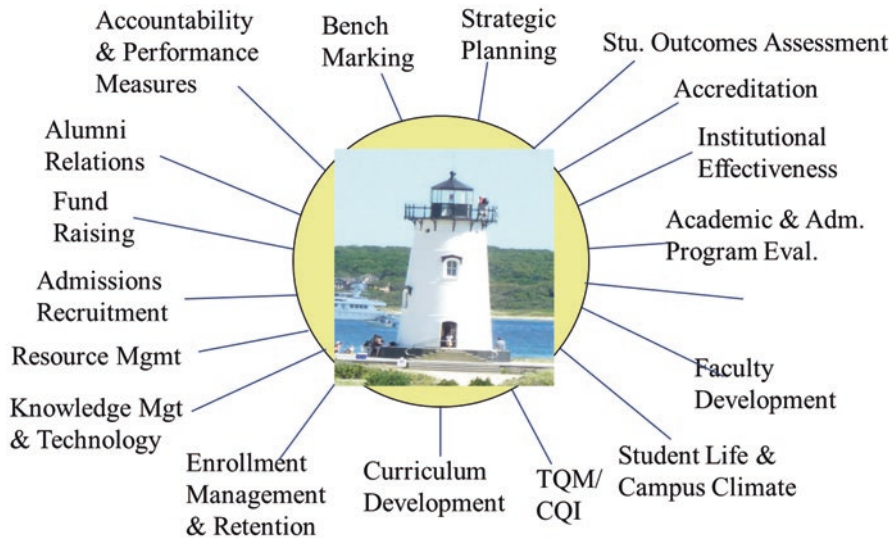 Accountability
& Performance
Measures
Bench
Marking
Strategic
Planning
Stu. Outcomes Assessment
Accreditation
Institutional
Effectiveness
Academic & Adm.
Program Eval.
Faculty
Development
Student Life &
Campus Climate
TQM/
CQI
Curriculum
Development
Enrollment
Management
& Retention
Knowledge Mgt
& Technology
Resource Mgmt
Admissions
Recruitment
Fund
Raising
Alumni
Relations